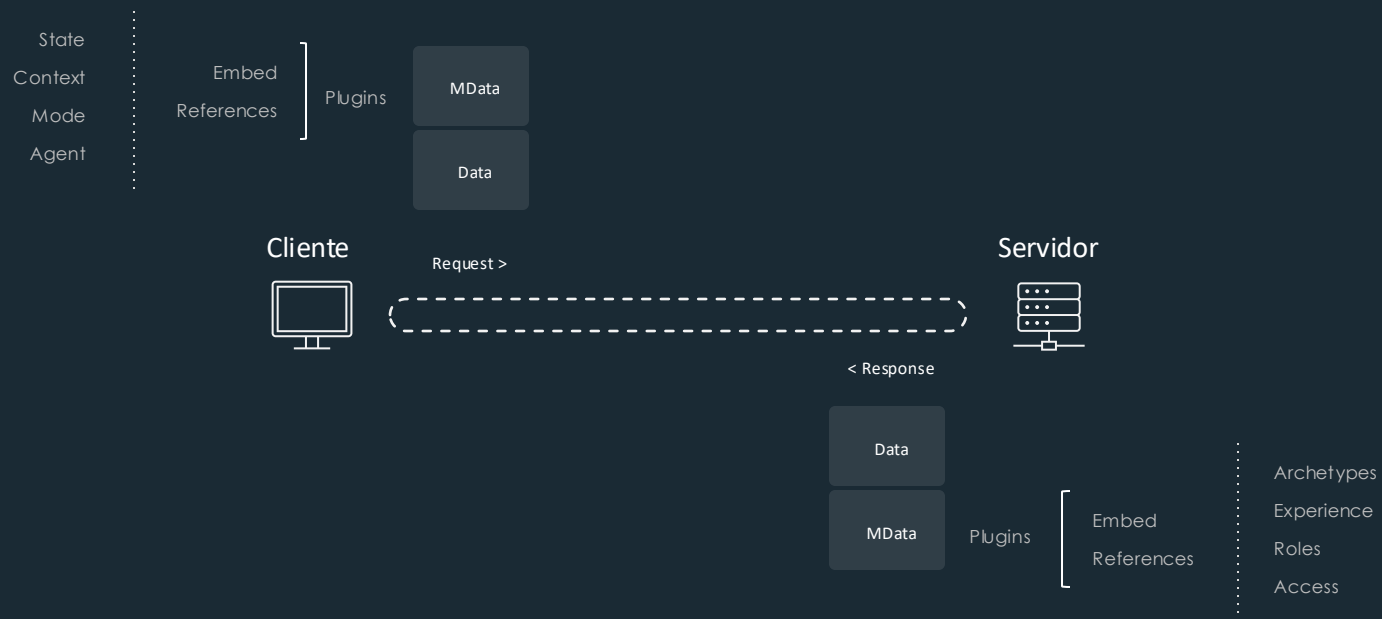 State
Context
Mode
Agent
Embed
References
Plugins
MData
Data
Cliente
Request >
Servidor
< Response
Data
MData
Plugins
Embed
References
Archetypes
Experience
Roles
Access